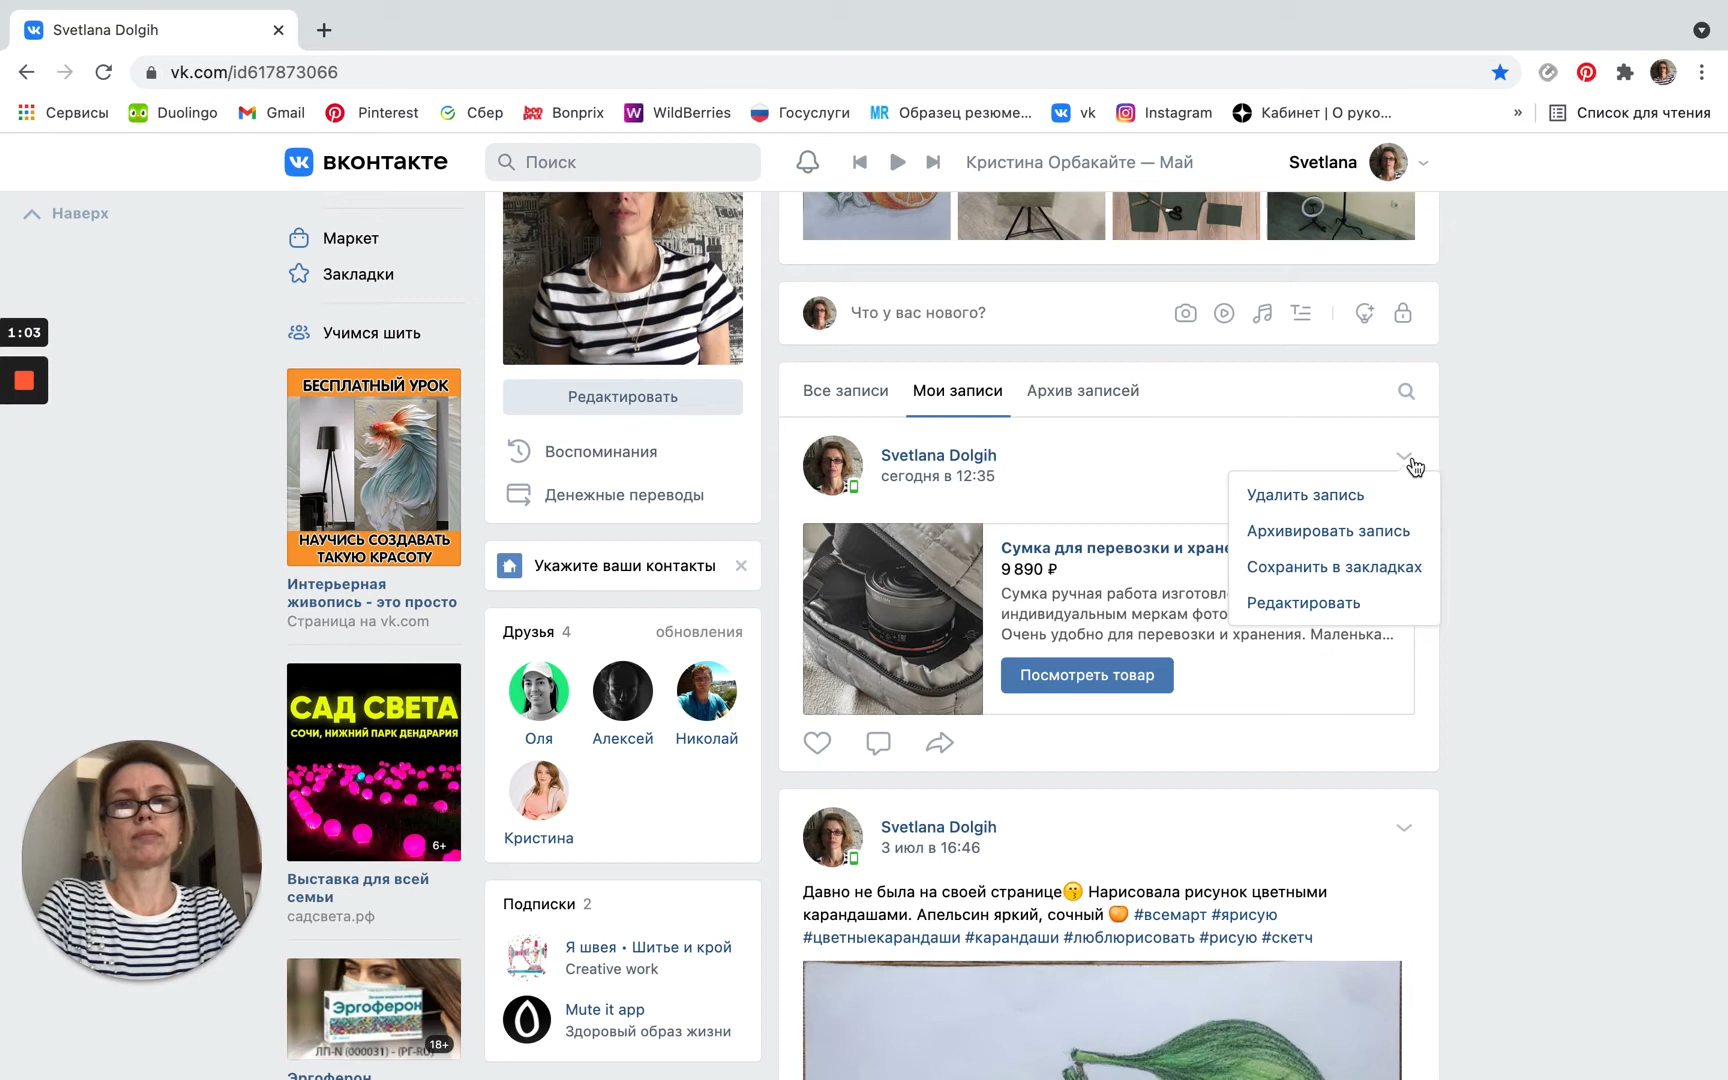 Svetlana Dolgih
vk.com/id617873066
Сервисы Duolingo Gmail Pinterest Сбер Bonprix WildBerries Госуслуги MR Образец резюме... vk Instagram Кабинет | О руко... » Список для чтения
вконтакте
Поиск
Кристина Орбакайте — Май
Svetlana
Наверх
Маркет
Закладки
Учимся шить
1:03
БЕСПЛАТНЫЙ УРОК
НАУЧИСЬ СОЗДАВАТЬ
ТАКУЮ КРАСОТУ
Интерьерная
живопись - это просто
Страница на vk.com
САД СВЕТА
СОЧИ, НИЖНИЙ ПАРК ДЕНДРАРИЯ
6+
Выставка для всей
семьи
садсвета.рф
Эргоферон
18+
ЛП-N (000031) - (РГ-RU)
Эргоферон
Редактировать
Воспоминания
Денежные переводы
Укажите ваши контакты
Друзья 4 обновления
Оля Алексей Николай
Кристина
Подписки 2
Я швея • Шитье и крой
Creative work
Mute it app
Здоровый образ жизни
Что у вас нового?
Все записи Мои записи Архив записей
Svetlana Dolgih
сегодня в 12:35
Удалить запись
Архивировать запись
Сохранить в закладках
Редактировать
Сумка для перевозки и хране
9 890 ₽
Сумка ручная работа изготовл
индивидуальным меркам фото
Очень удобно для перевозки и хранения. Маленька...
Посмотреть товар
Svetlana Dolgih
3 июл в 16:46
Давно не была на своей странице😚 Нарисовала рисунок цветными
карандашами. Апельсин яркий, сочный 🍊 #всемарт #ярисую
#цветныекарандаши #карандаши #люблюрисовать #рисую #скетч